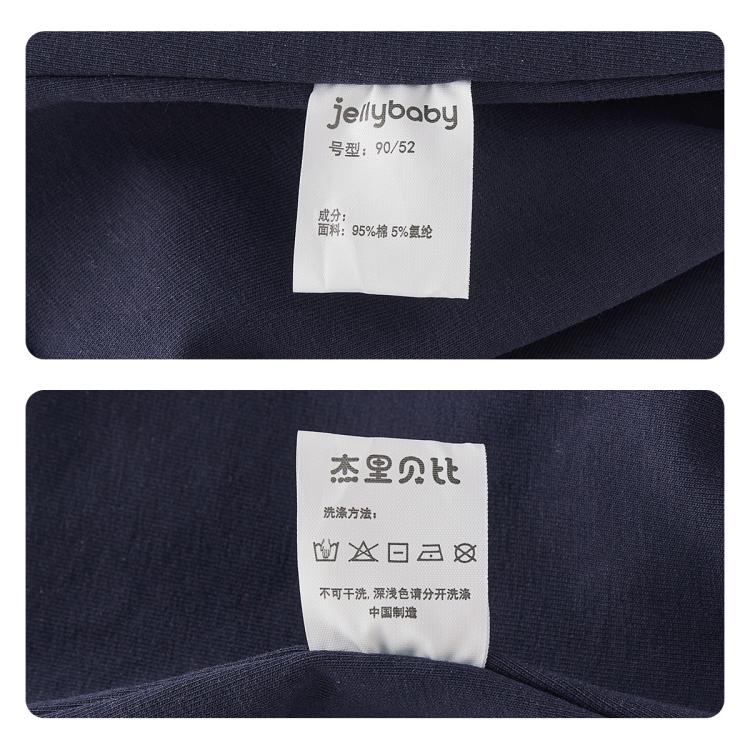 jellybaby
号型：90/52
成分：
面料：95%棉 5%氨纶
杰里贝比
洗涤方法：
不可干洗，深浅色请分开洗涤
中国制造